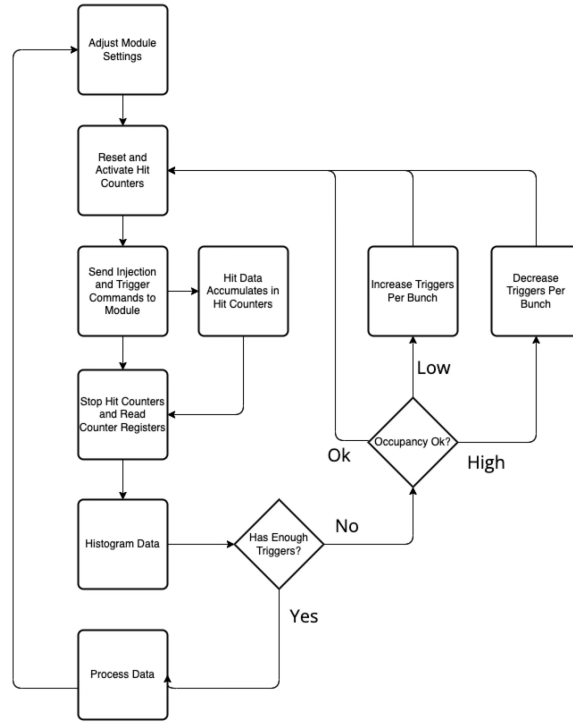 Adjust Module
Settings
Reset and
Activate Hit
Counters
Send Injection
and Trigger
Commands to
Module
Hit Data
Accumulates in
Hit Counters
Increase Triggers
Per Bunch
Decrease
Triggers Per
Bunch
Low
Stop Hit Counters
and Read
Counter Registers
Occupancy Ok?
Ok
High
Histogram Data
Has Enough
Triggers?
No
Yes
Process Data